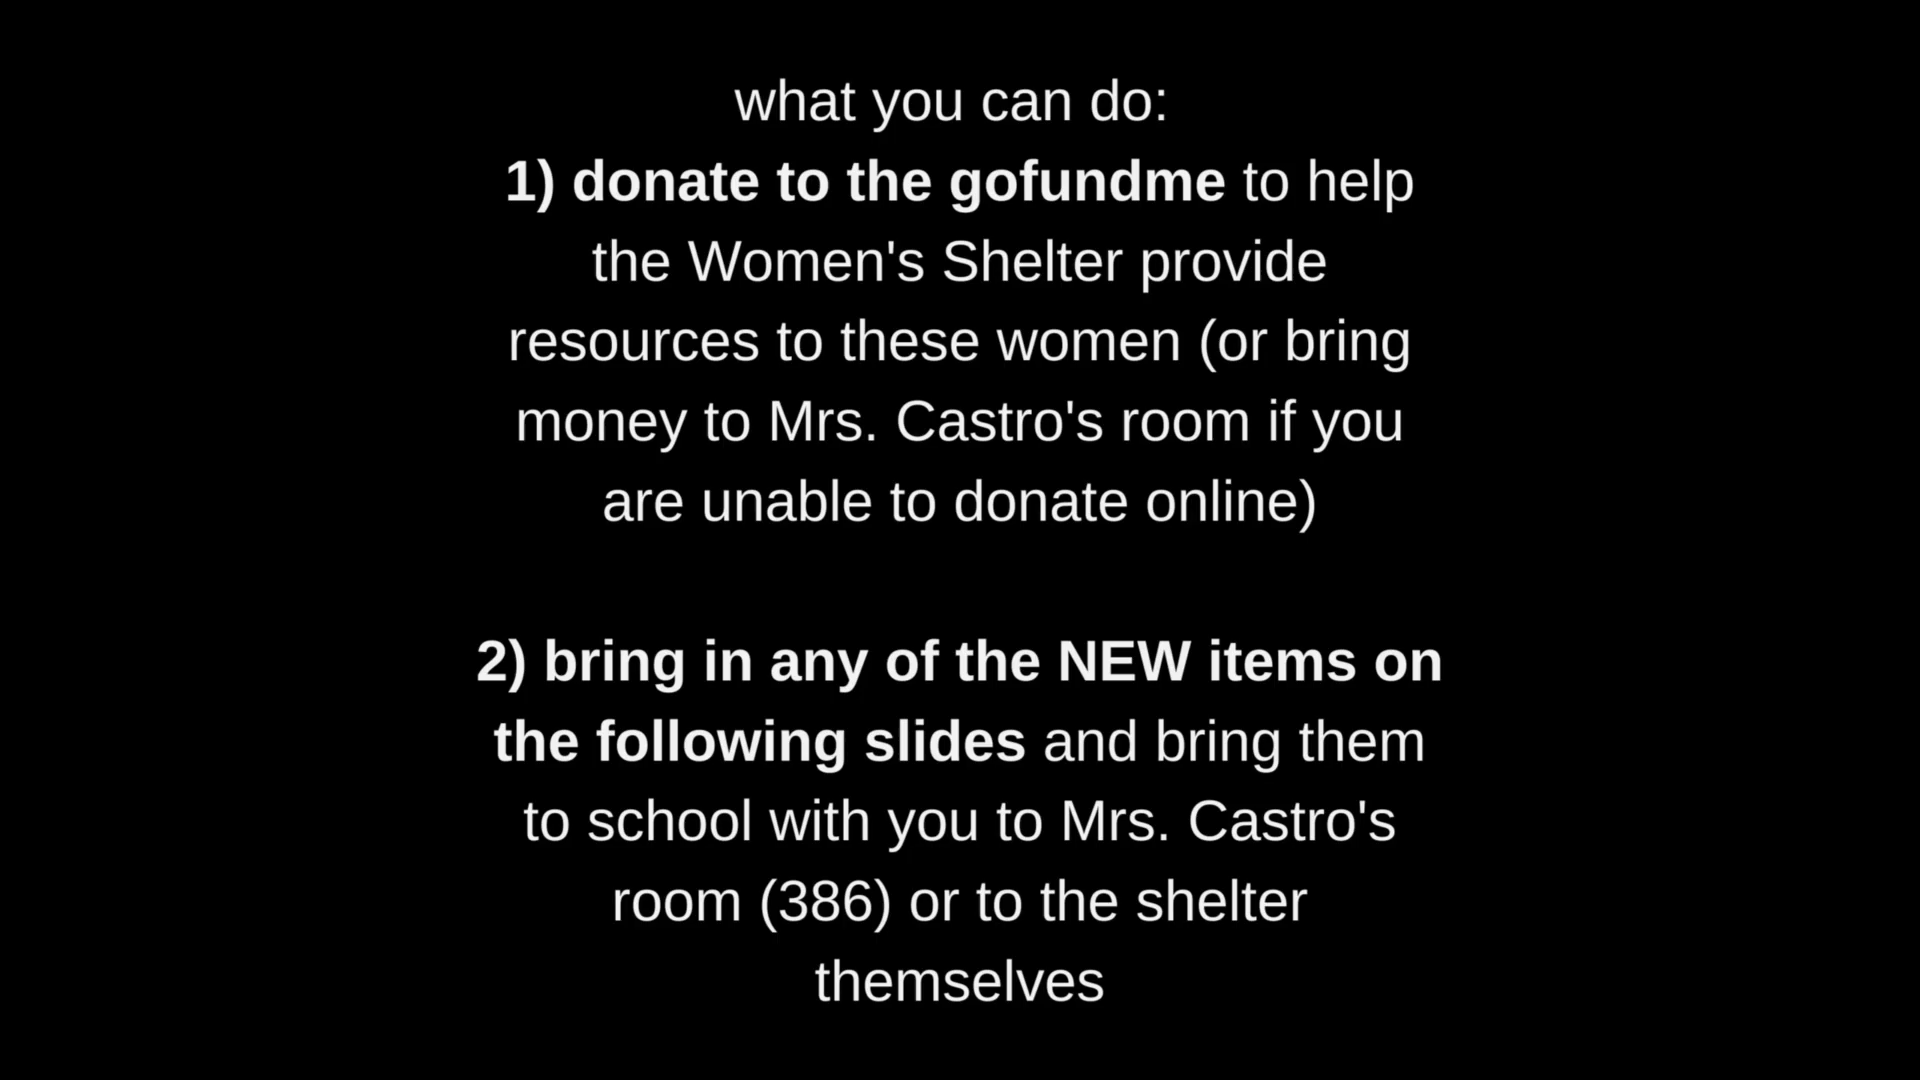 what you can do:
1) donate to the gofundme to help
the Women's Shelter provide
resources to these women (or bring
money to Mrs. Castro's room if you
are unable to donate online)
2) bring in any of the NEW items on
the following slides and bring them
to school with you to Mrs. Castro's
room (386) or to the shelter
themselves